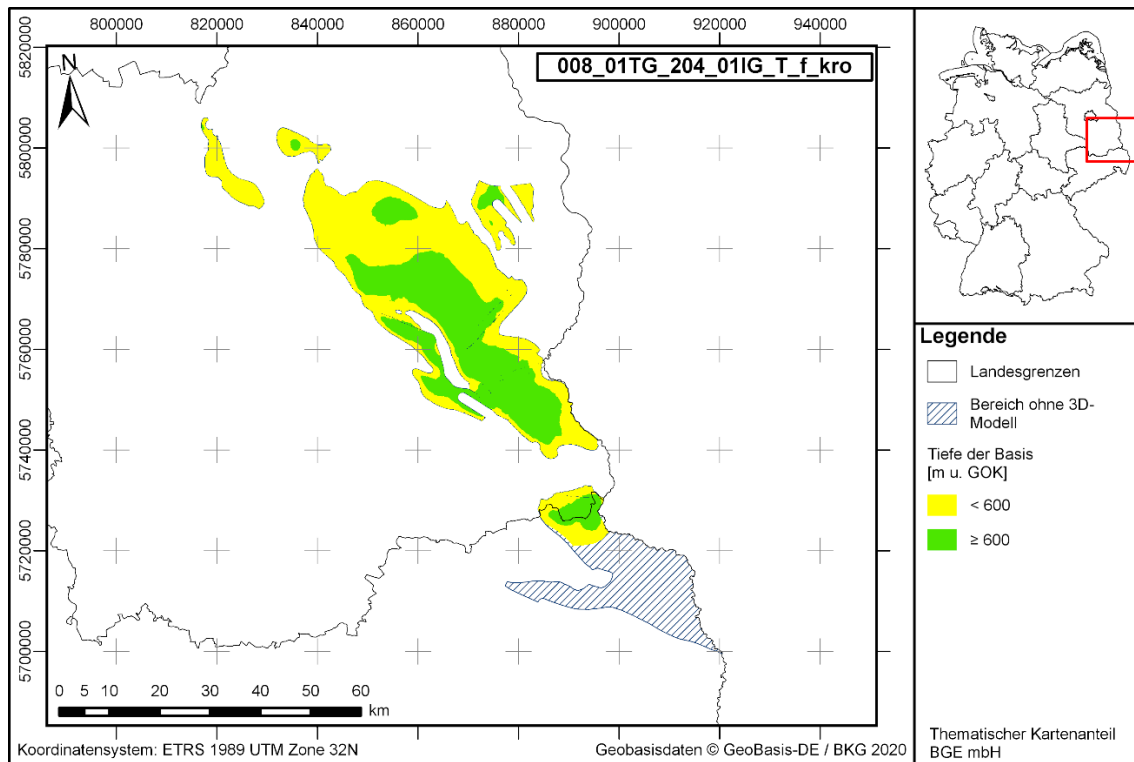 800000 820000 840000 860000 880000 900000 920000 940000
008_01TG_204_01IG_T_f_kro
N
5820000
5800000
5780000
5760000
5740000
5720000
5700000
0 5 10 20 30 40 50 60
km
Koordinatensystem: ETRS 1989 UTM Zone 32N
Geobasisdaten © GeoBasis-DE / BKG 2020
Legende
Landesgrenzen
Bereich ohne 3D-
Modell
Tiefe der Basis
[m u. GOK]
< 600
≥ 600
Thematischer Kartenanteil
BGE mbH